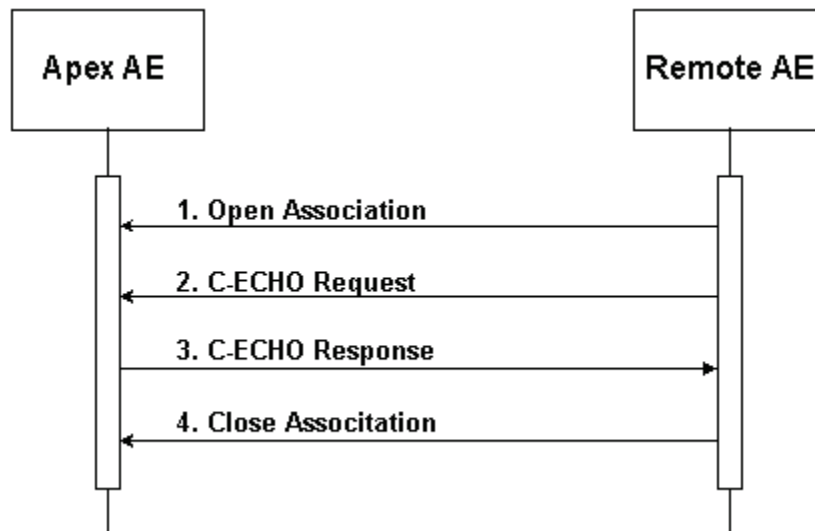 Apex AE
Remote AE
1. Open Association
2. C-ECHO Request
3. C-ECHO Response
4. Close Associtation